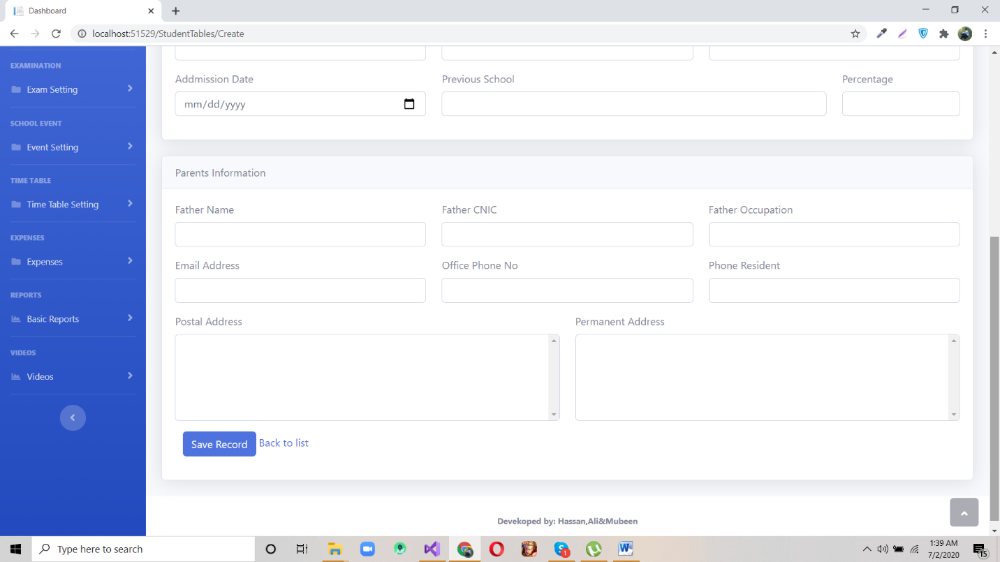 Dashboard
localhost:51529/StudentTables/Create
EXAMINATION
Exam Setting
SCHOOL EVENT
Event Setting
TIME TABLE
Time Table Setting
EXPENSES
Expenses
REPORTS
Basic Reports
VIDEOS
Videos
Addmission Date Previous School Percentage
mm/dd/yyyy
Parents Information
Father Name Father CNIC Father Occupation
Email Address Office Phone No Phone Resident
Postal Address Permanent Address
Save Record Back to list
Devekoped by: Hassan,Ali&Mubeen
Type here to search
1
W
1:39 AM
7/2/2020
15